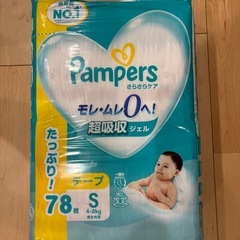 NO.1
Pampers
さらさらケア
モレ・ムレ0へ!
超吸収
ジェル
たっぷり!
テープ
78枚
S
4-8kg